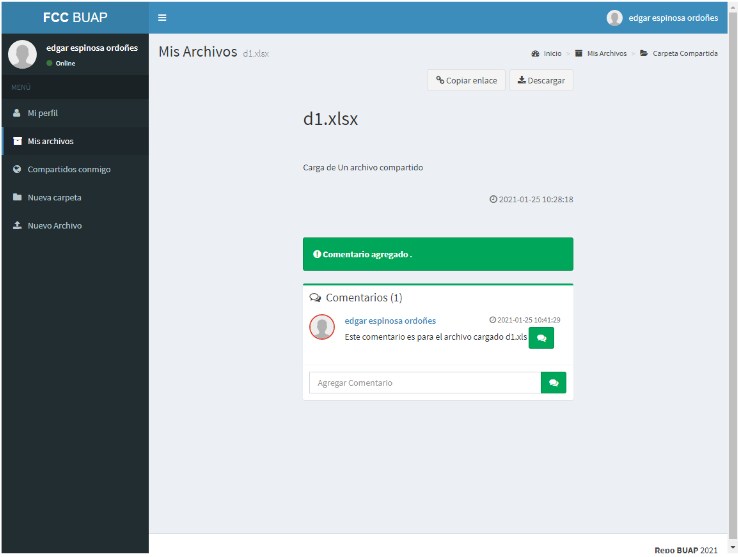 FCC BUAP
edgar espinosa ordoñes
edgar espinosa ordoñes
Online
MENÚ
Mi perfil
Mis archivos
Compartidos conmigo
Nueva carpeta
Nuevo Archivo
Mis Archivos d1.xlsx
Inicio > Mis Archivos > Carpeta Compartida
Copiar enlace Descargar
d1.xlsx
Carga de Un archivo compartido
2021-01-25 10:28:18
Comentario agregado .
Comentarios (1)
edgar espinosa ordoñes 2021-01-25 10:41:29
Este comentario es para el archivo cargado d1.xls
Agregar Comentario
Repo BUAP 2021